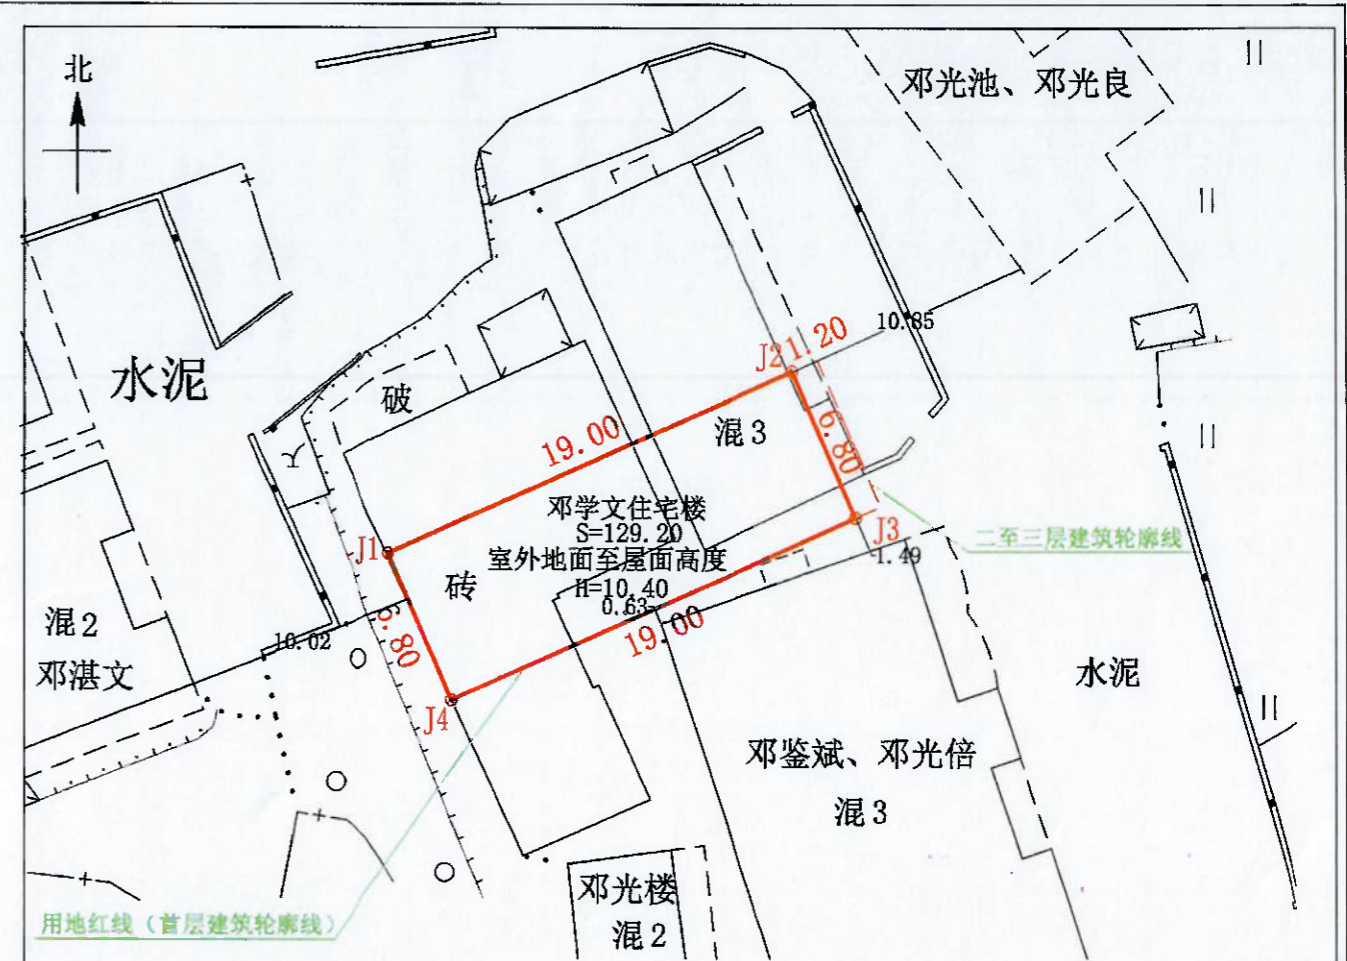 北
邓光池、邓光良
水泥
破
J2
1.20
10.85
19.00
混3
6.80
邓学文住宅楼
S=129.20
室外地面至屋面高度
H=10.40
0.63
J1
砖
J3
1.49
二至三层建筑轮廓线
19.00
6.80
10.02
混2
邓湛文
J4
水泥
邓鉴斌、邓光倍
混3
邓光楼
混2
用地红线（首层建筑轮廓线）